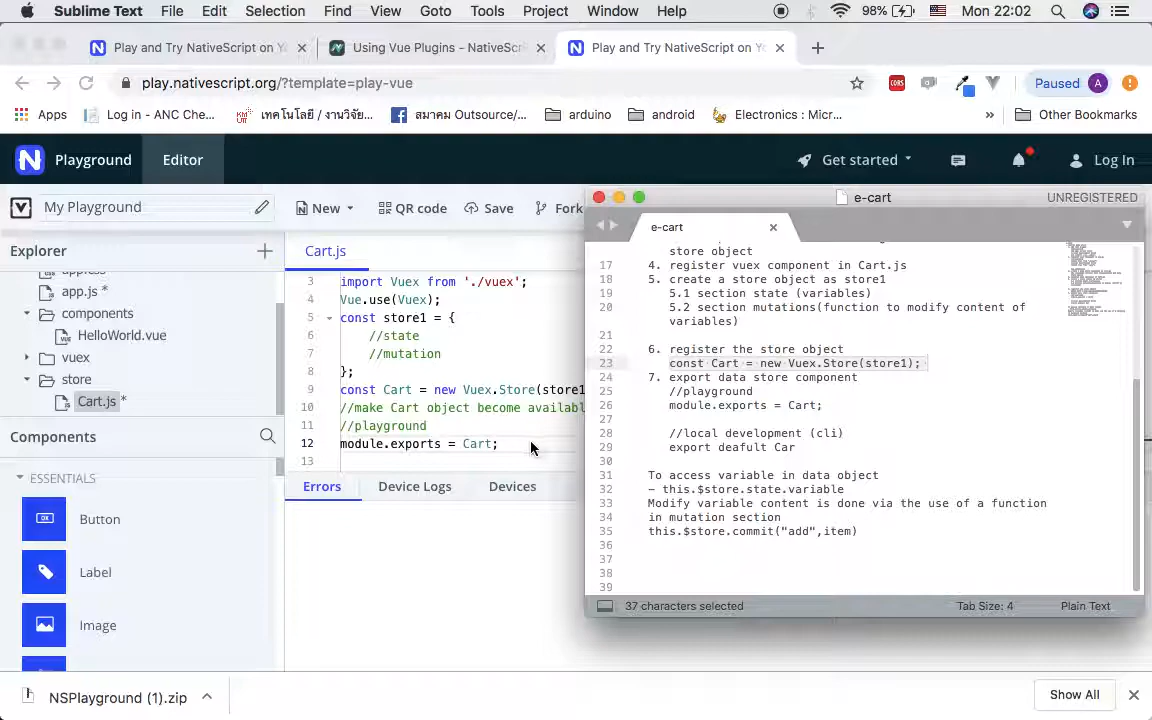 Sublime Text File Edit Selection Find View Goto Tools Project Window Help 98% Mon 22:02
Play and Try NativeScript on Yo
Using Vue Plugins - NativeScri
Play and Try NativeScript on Yo
play.nativescript.org/?template=play-vue
CORS
Paused A
Apps Log in - ANC Che... เทคโนโลยี / งานวิจั... สมาคม Outsource/... arduino android Electronics : Micr... » Other Bookmarks
N Playground Editor Get started Log In
My Playground New QR code Save Fork
Explorer
app.js *
components
HelloWorld.vue
vuex
store
Cart.js *
Components
ESSENTIALS
Button
Label
Image
Cart.js
3 import Vuex from './vuex';
4 Vue.use(Vuex);
5 const store1 = {
6 //state
7 //mutation
8 };
9 const Cart = new Vuex.Store(store1
10 //make Cart object become availabl
11 //playground
12 module.exports = Cart;
13
Errors Device Logs Devices
e-cart UNREGISTERED
e-cart
store object
17 4. register vuex component in Cart.js
18 5. create a store object as store1
19 5.1 section state (variables)
20 5.2 section mutations(function to modify content of
variables)
21
22 6. register the store object
23 const Cart = new Vuex.Store(store1);
24 7. export data store component
25 //playground
26 module.exports = Cart;
27
28 //local development (cli)
29 export deafult Car
30
31 To access variable in data object
32 - this.$store.state.variable
33 Modify variable content is done via the use of a function
34 in mutation section
35 this.$store.commit("add",item)
36
37
38
39
37 characters selected Tab Size: 4 Plain Text
NSPlayground (1).zip Show All